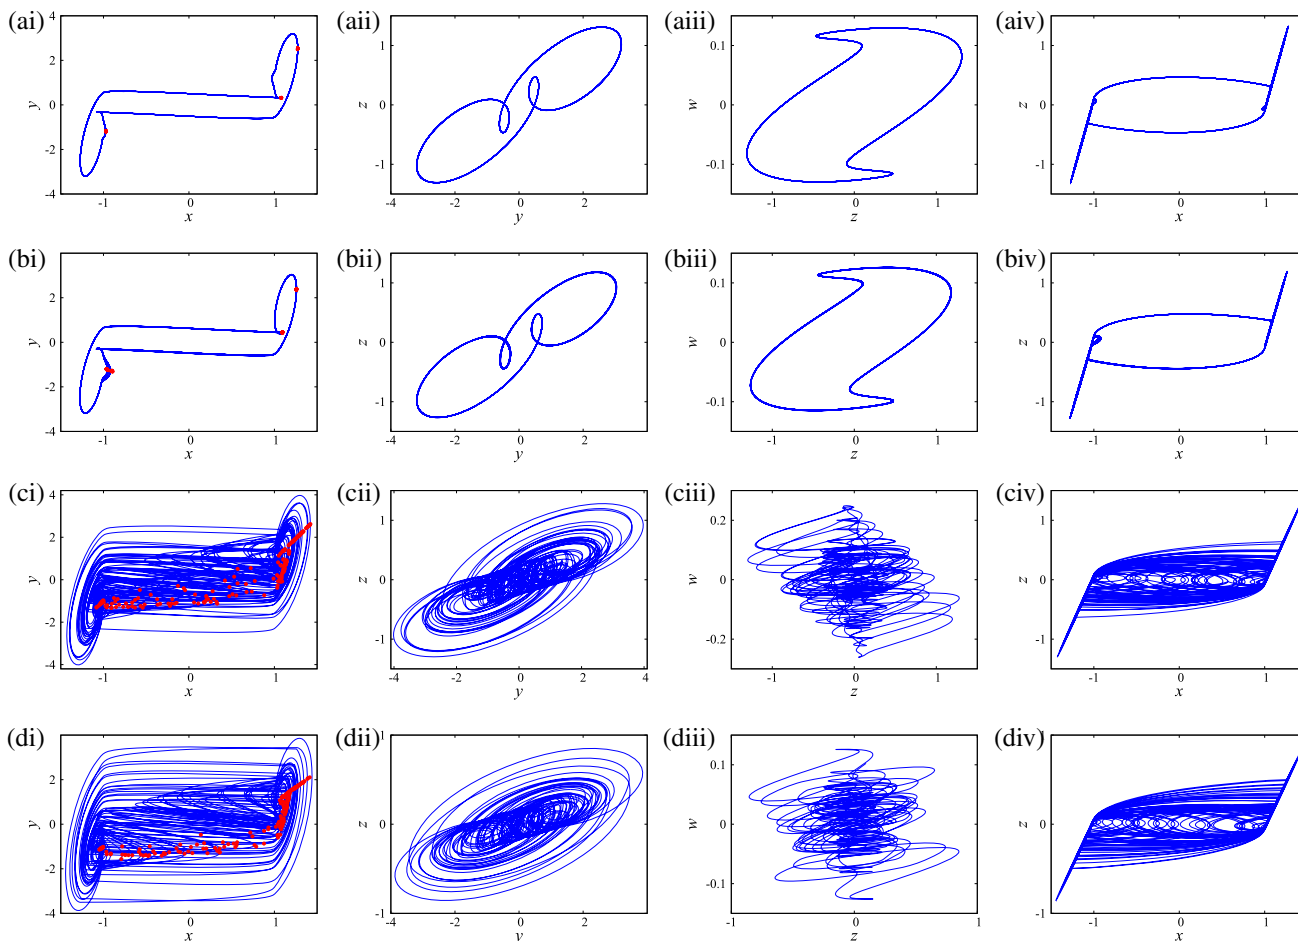 (ai) (aii) (aiii) (aiv)
4 2 0 -2 -4 y -1 0 1 x
1 0 -1 z -4 -2 0 2 4 y
0.1 0 -0.1 w -1 0 1 z
1 0 -1 z -1 0 1 x
(bi) (bii) (biii) (biv)
2 0 -2 -4 y -1 0 1 x
1 0 -1 z -4 -2 0 2 4 y
0.1 0 -0.1 w -1 0 1 z
1 0 -1 z -1 0 1 x
(ci) (cii) (ciii) (civ)
4 2 0 -2 -4 y -1 0 1 x
1 0 -1 z -4 -2 0 2 4 y
0.2 0 -0.2 w -1 0 1 z
1 0 -1 z -1 0 1 x
(di) (dii) (diii) (div)
2 0 -2 -4 y -1 0 1 x
1 0 -1 z -4 -2 0 2 4 y
0.1 0 -0.1 w -1 0 1 z
1 0 -1 z -1 0 1 x